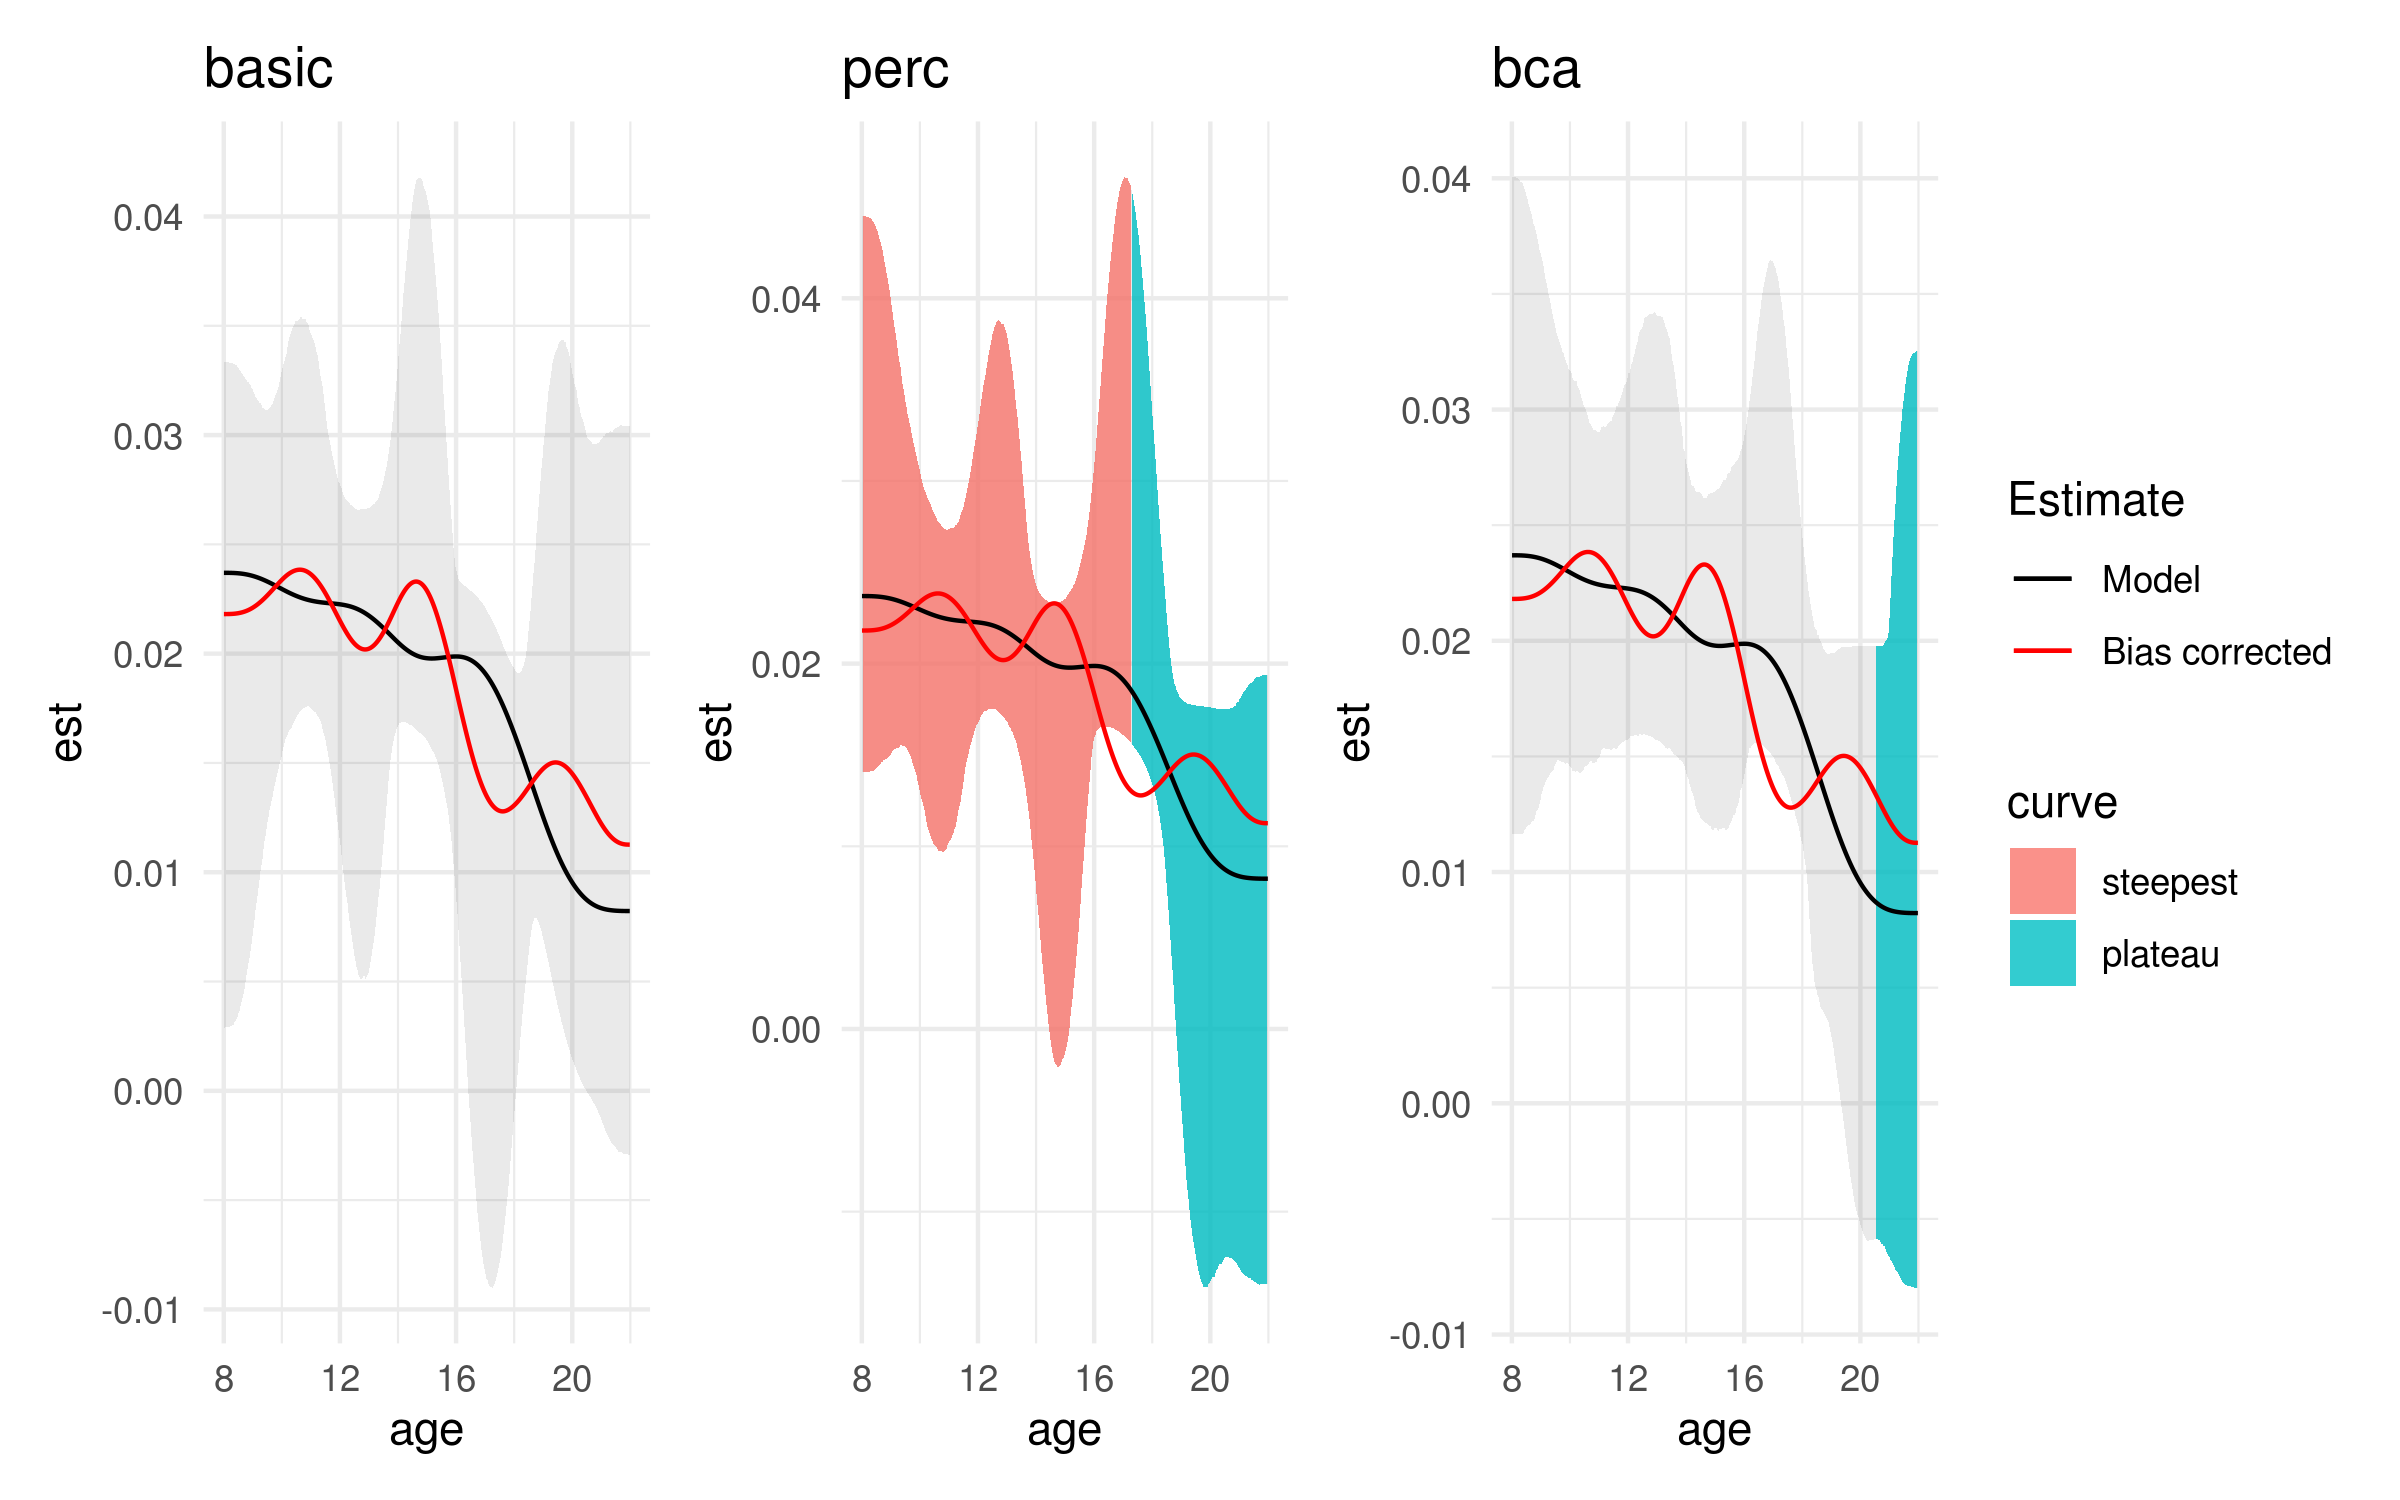 basic
perc
bca
0.04
0.03
0.02
0.01
0.00
-0.01
est
8 12 16 20
age
0.04
0.02
0.00
est
8 12 16 20
age
0.04
0.03
0.02
0.01
0.00
-0.01
est
8 12 16 20
age
Estimate
Model
Bias corrected
curve
steepest
plateau